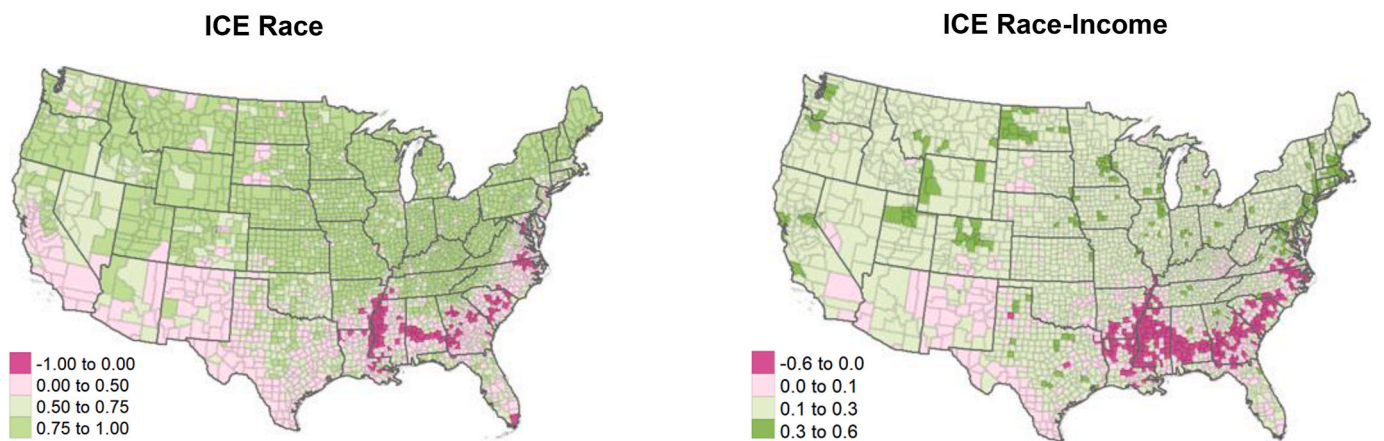 ICE Race
ICE Race-Income
-1.00 to 0.00
0.00 to 0.50
0.50 to 0.75
0.75 to 1.00
-0.6 to 0.0
0.0 to 0.1
0.1 to 0.3
0.3 to 0.6